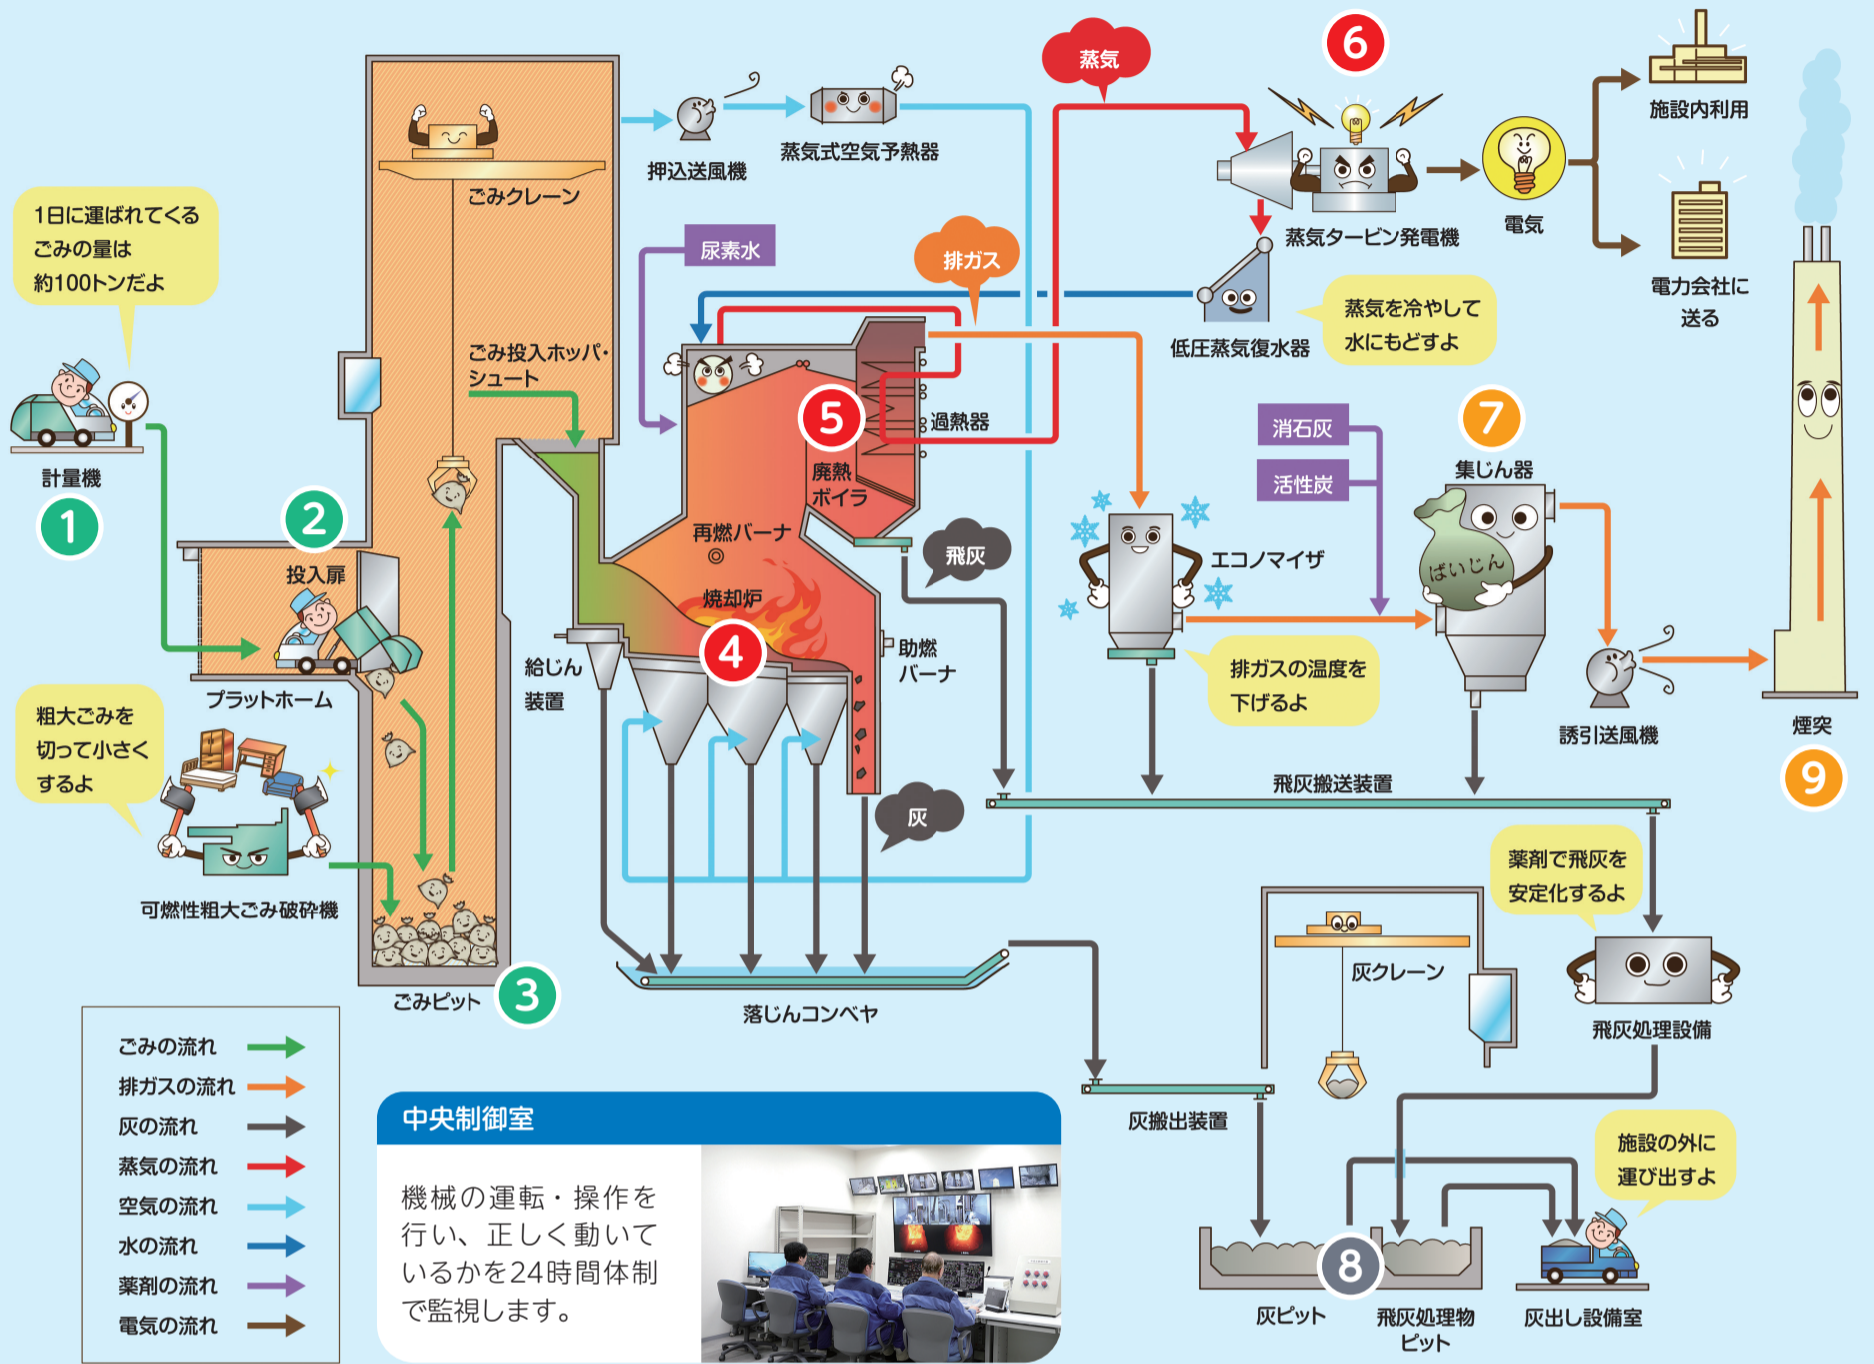 1日に運ばれてくる
ごみの量は
約100トンだよ
計量機
1
2
投入扉
プラットホーム
粗大ごみを
切って小さく
するよ
可燃性粗大ごみ破砕機
ごみピット
3
ごみクレーン
ごみ投入ホッパ・
シュート
押込送風機
蒸気式空気予熱器
尿素水
排ガス
蒸気
6
蒸気タービン発電機
電気
施設内利用
電力会社に
送る
低圧蒸気復水器
蒸気を冷やして
水にもどすよ
5
過熱器
廃熱
ボイラ
再燃バーナ
焼却炉
4
給じん
装置
助燃
バーナ
飛灰
灰
消石灰
活性炭
7
集じん器
ばいじん
エコノマイザ
排ガスの温度を
下げるよ
誘引送風機
煙突
9
飛灰搬送装置
薬剤で飛灰を
安定化するよ
飛灰処理設備
落じんコンベヤ
灰クレーン
灰搬出装置
施設の外に
運び出すよ
8
灰ピット
飛灰処理物
ピット
灰出し設備室
ごみの流れ
排ガスの流れ
灰の流れ
蒸気の流れ
空気の流れ
水の流れ
薬剤の流れ
電気の流れ
中央制御室
機械の運転・操作を
行い、正しく動いて
いるかを24時間体制
で監視します。